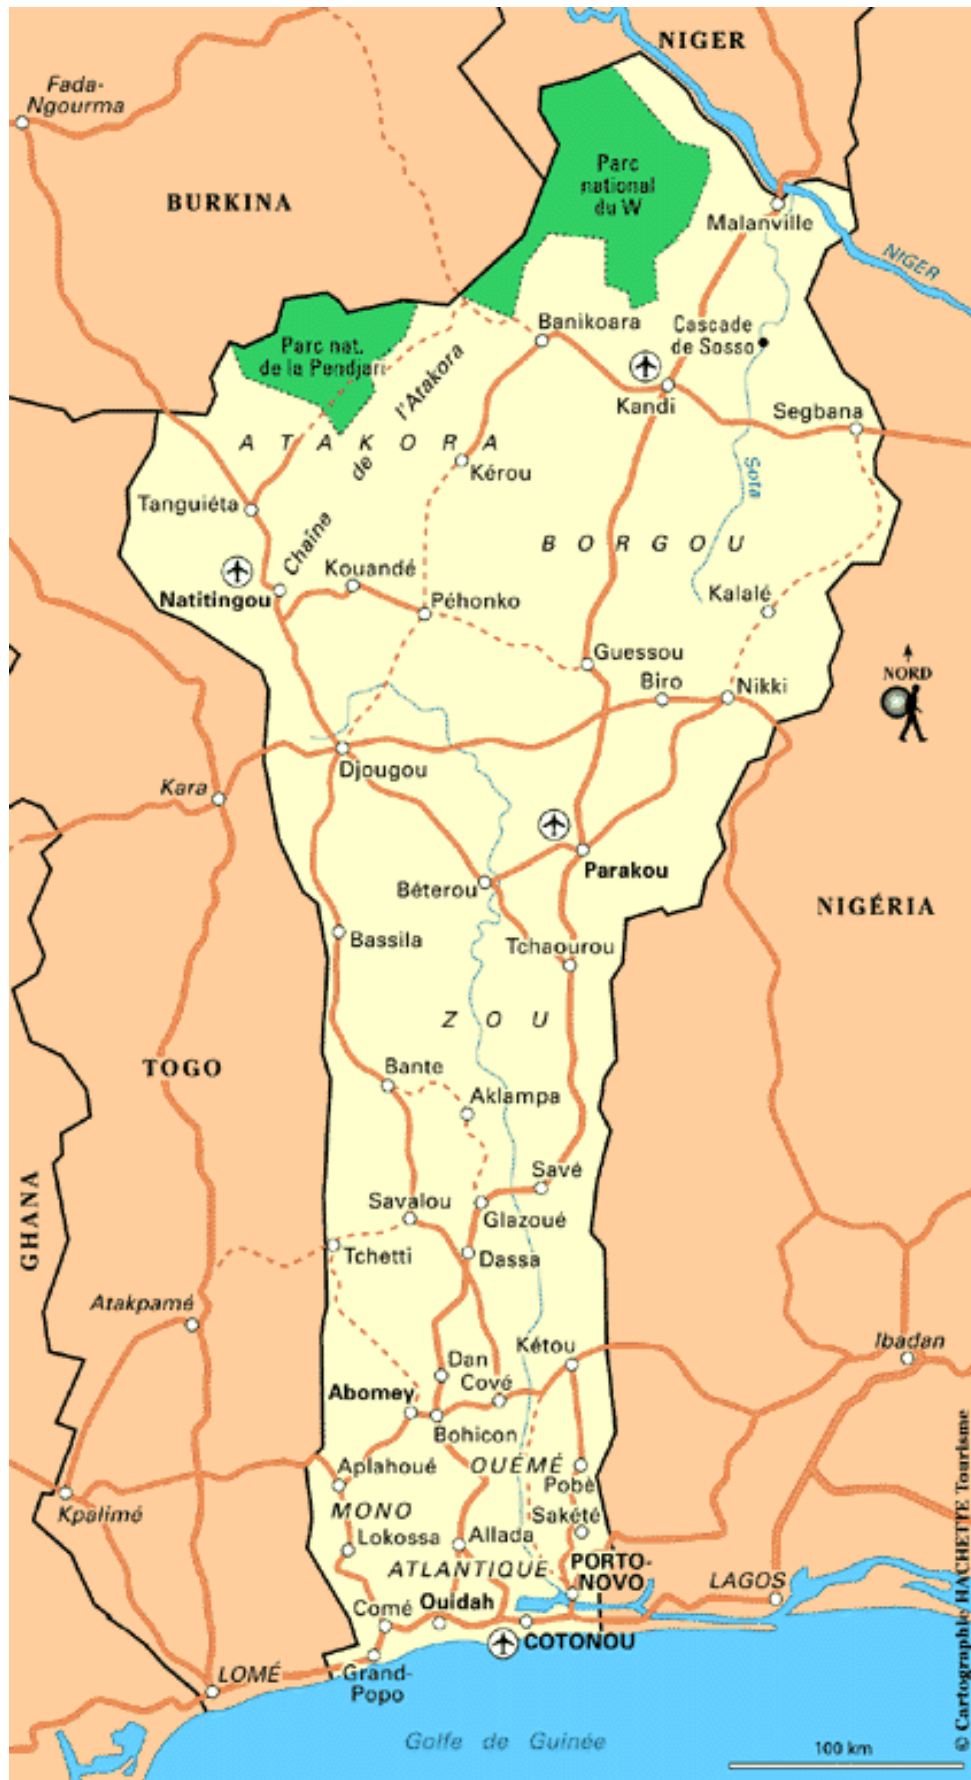 NIGER
Fada-
Ngourma
Parc
national
du W
BURKINA
Malanville
NIGER
Banikoara
Cascade
de Sosso
Parc nat.
de la Pendjari
Kandi
Segbana
ATAKORA
Chaîne de l'Atakora
Kérou
Sota
Tanguiéta
BORGOU
Kouandé
Natitingou
Péhonko
Kalalé
Guessou
Biro
Nikki
NORD
Djougou
Kara
Parakou
Béterou
NIGÉRIA
Bassila
Tchaourou
ZOU
TOGO
Bante
Aklampa
Savé
GHANA
Savalou
Glazoué
Tchetti
Dassa
Atakpamé
Kétou
Ibadan
Dan
Cové
Abomey
Bohicon
Aplahoué
OUÉMÉ
Pobè
Kpalimé
MONO
Sakété
Lokossa
Allada
ATLANTIQUE
PORTO-
NOVO
LAGOS
Comé
Ouidah
COTONOU
LOMÉ
Grand-
Popo
Golfe de Guinée
100 km
© Cartographie HACHETTE Tourisme